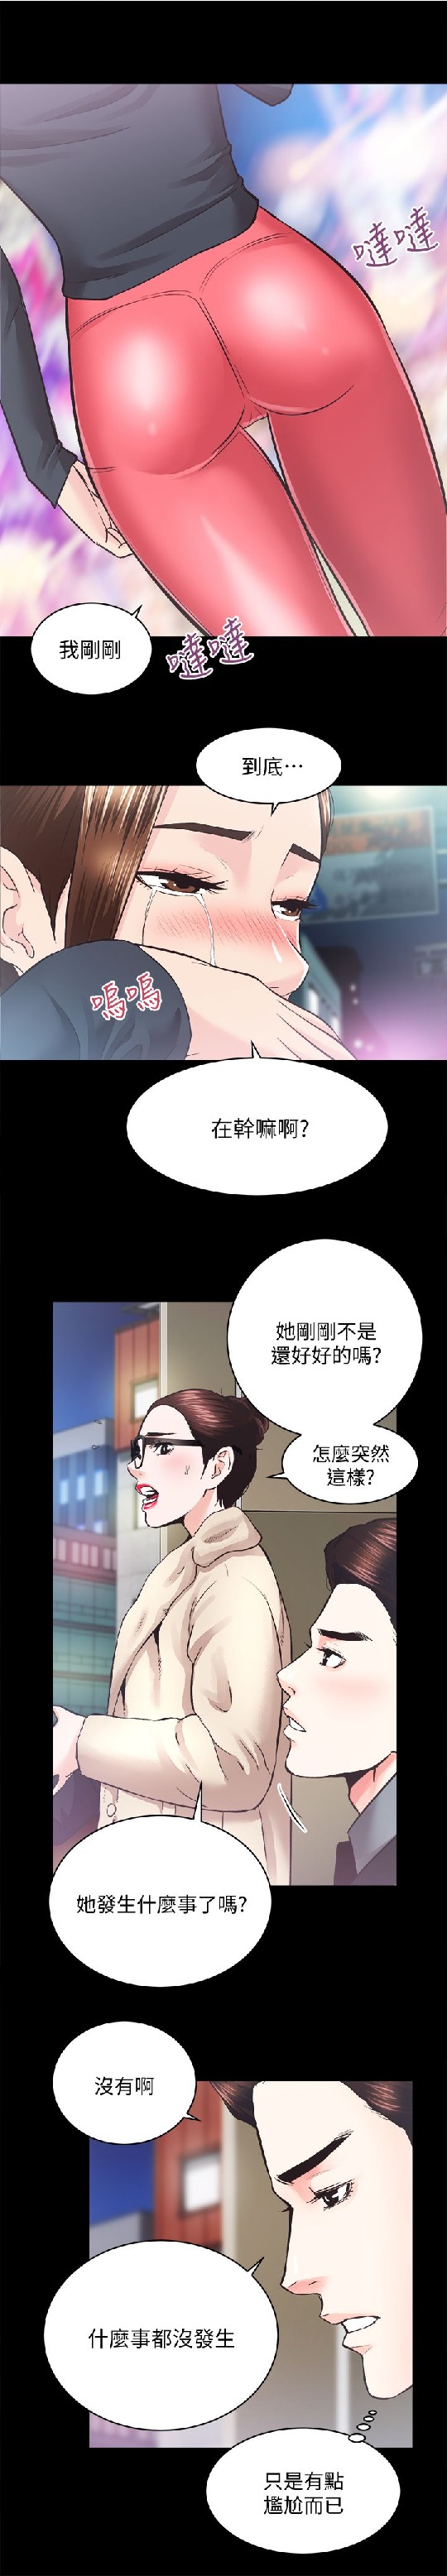 噠噠
我剛剛
噠噠
到底…
嗚嗚
在幹嘛啊?
她剛剛不是
還好好的嗎?
怎麼突然
這樣?
她發生什麼事了嗎?
沒有啊
什麼事都沒發生
只是有點
尷尬而已